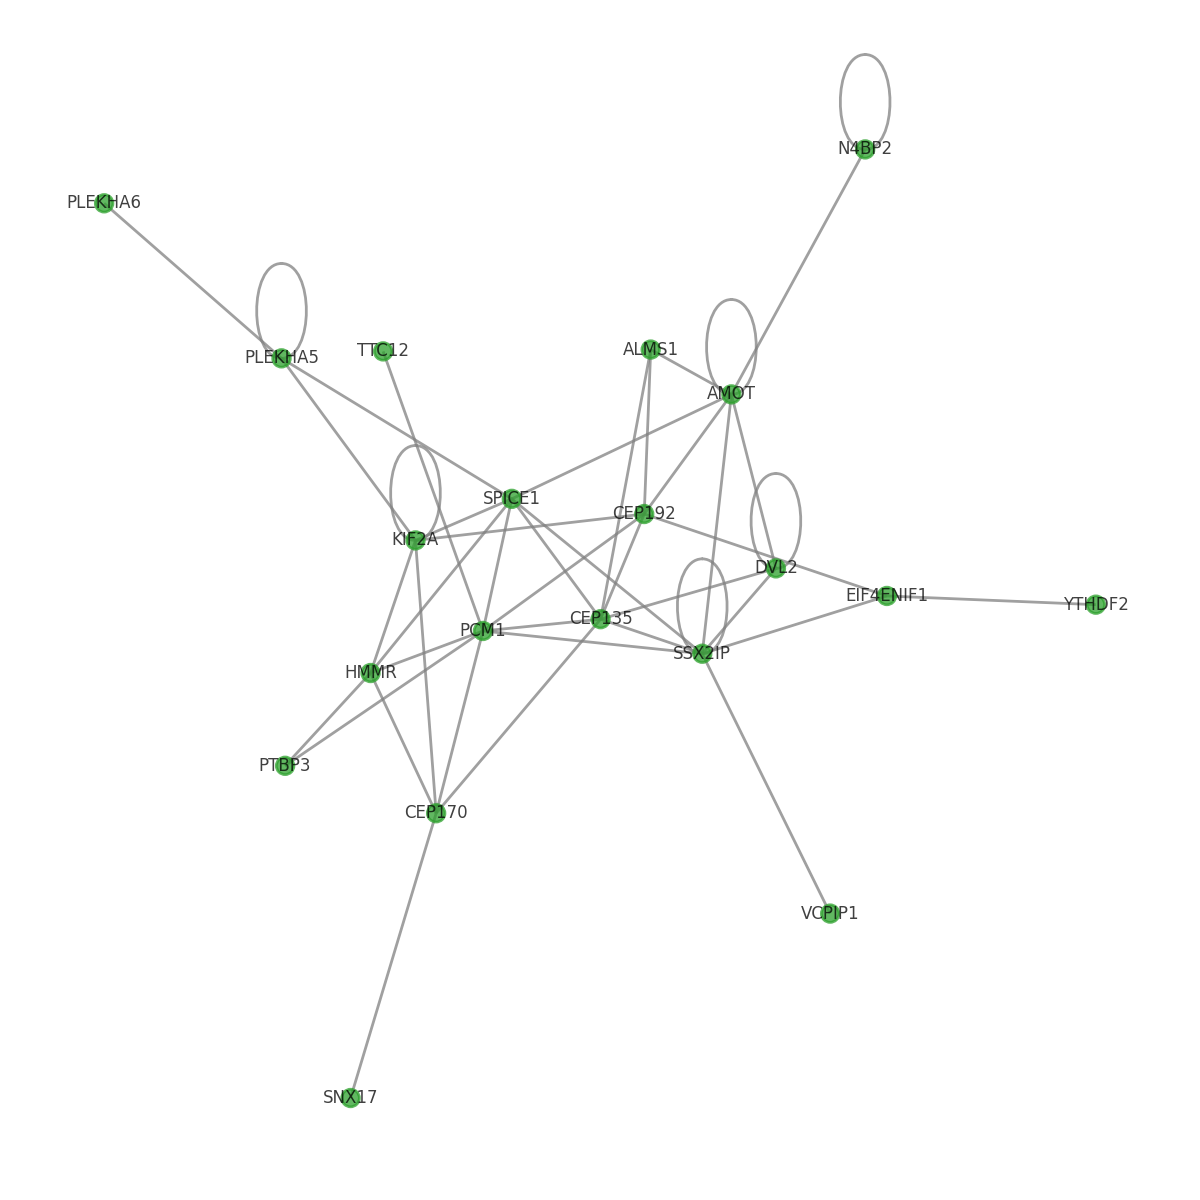 N4BP2
PLEKHA6
PLEKHA5
TTC12
ALMS1
AMOT
SPICE1
CEP192
KIF2A
DVL2
EIF4ENIF1
YTHDF2
CEP135
PCM1
SSX2IP
HMMR
PTBP3
CEP170
VCPIP1
SNX17